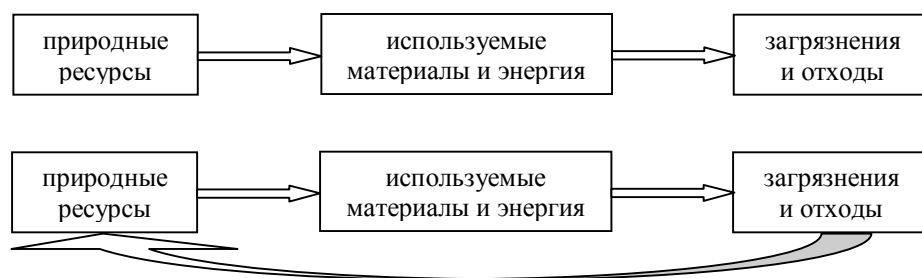 природные
ресурсы
используемые
материалы и энергия
загрязнения
и отходы
природные
ресурсы
используемые
материалы и энергия
загрязнения
и отходы